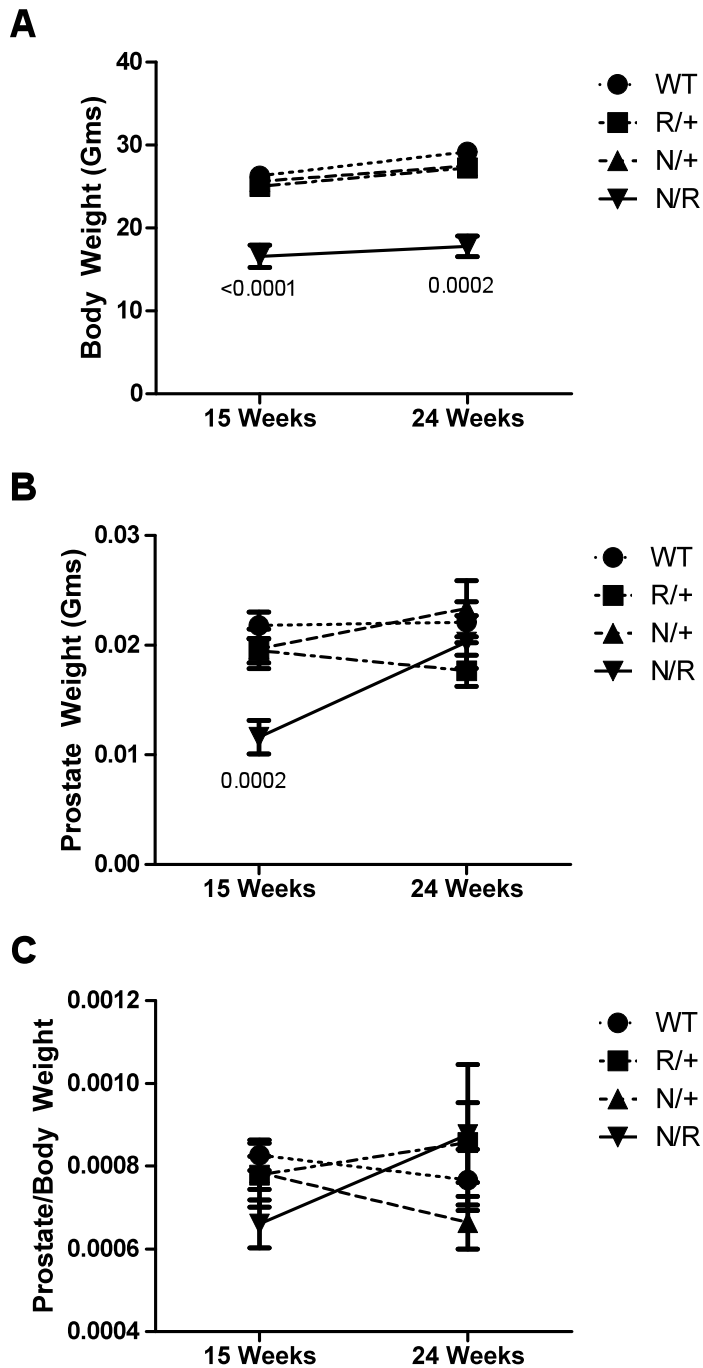 A
Body Weight (Gms)
40
30
20
10
0
<0.0001
0.0002
15 Weeks
24 Weeks
WT
R/+
N/+
N/R
B
Prostate Weight (Gms)
0.03
0.02
0.01
0.00
0.0002
15 Weeks
24 Weeks
WT
R/+
N/+
N/R
C
Prostate/Body Weight
0.0012
0.0010
0.0008
0.0006
0.0004
15 Weeks
24 Weeks
WT
R/+
N/+
N/R